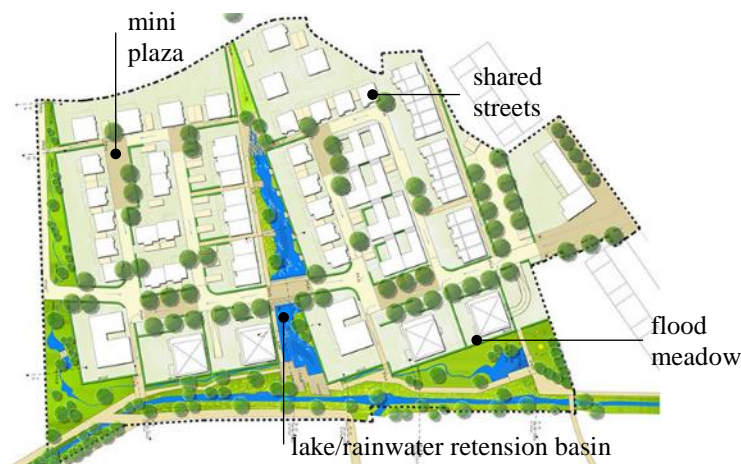 mini
plaza
shared
streets
flood
meadow
lake/rainwater retension basin